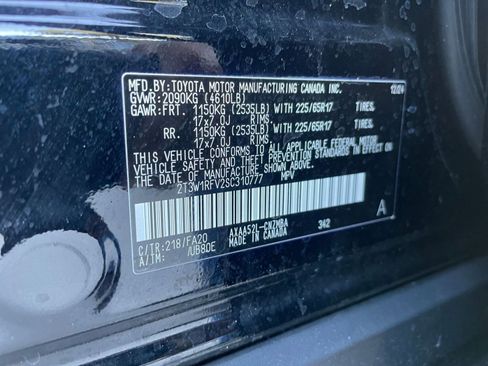 MFD.BY TOYOTA MOTOR MANUFACTURING CANADA INC. 12/24
GVWR:2090KG (4610LB)
GAWR:FRT. 1150KG (2535LB) WITH 225/65R17 TIRES,
17x7.0J RIMS
RR. 1150KG (2535LB) WITH 225/65R17 TIRES,
17x7.0J RIMS
THIS VEHICLE CONFORMS TO ALL APPLICABLE FEDERAL MOTOR
VEHICLE SAFETY AND THEFT PREVENTION STANDARDS IN EFFECT ON
THE DATE OF MANUFACTURE SHOWN ABOVE.
2T3W1RFV2SC310777 MPV
A
C/TR:218/FA20 AXAA52L-CNZMBA 342
A/TM: /UB80E MADE IN CANADA